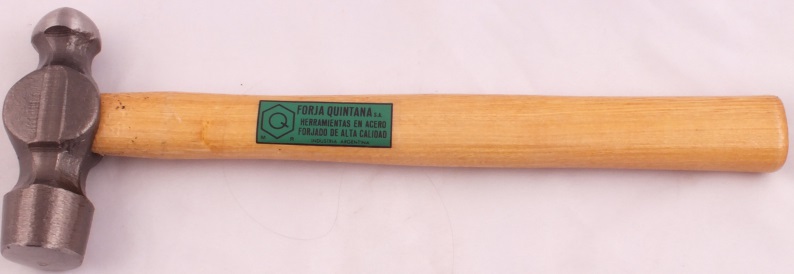 FORJA QUINTANA S.A.
HERRAMIENTAS EN ACERO
FORJADO DE ALTA CALIDAD
INDUSTRIA ARGENTINA
Q